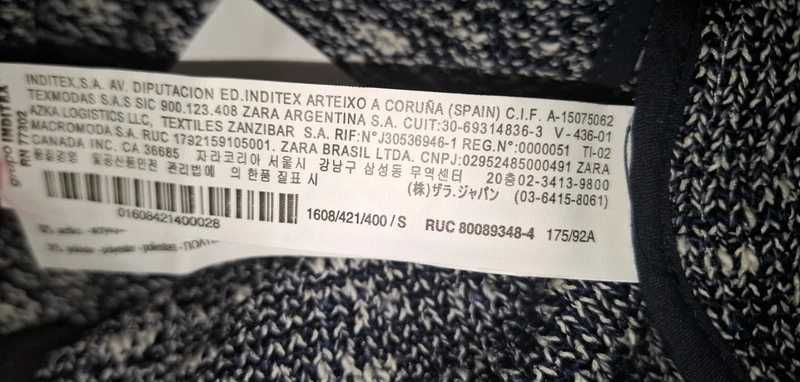 INDITEX,S.A. AV. DIPUTACION ED.INDITEX ARTEIXO A CORUÑA (SPAIN) C.I.F. A-15075062
TEXMODAS S.A.S SIC 900.123.408 ZARA ARGENTINA S.A. CUIT:30-69314836-3 V-436-01
AZKA LOGISTICS LLC, TEXTILES ZANZIBAR S.A. RIF:N°J30536946-1 REG.N°:0000051 TI-02
MACROMODA S.A. RUC 1792159105001. ZARA BRASIL LTDA. CNPJ:02952485000491 ZARA
CANADA INC. CA 36685 자라코리아 서울시 강남구 삼성동 무역센터 20층02-3413-9800
품질경영 및공산품안전 관리법에 의한품질표시 (株)ザラ.ジャパン (03-6415-8061)
grupo INDITEX
RN 77302
01608421400028
1608/421/400/S RUC 80089348-4 175/92A